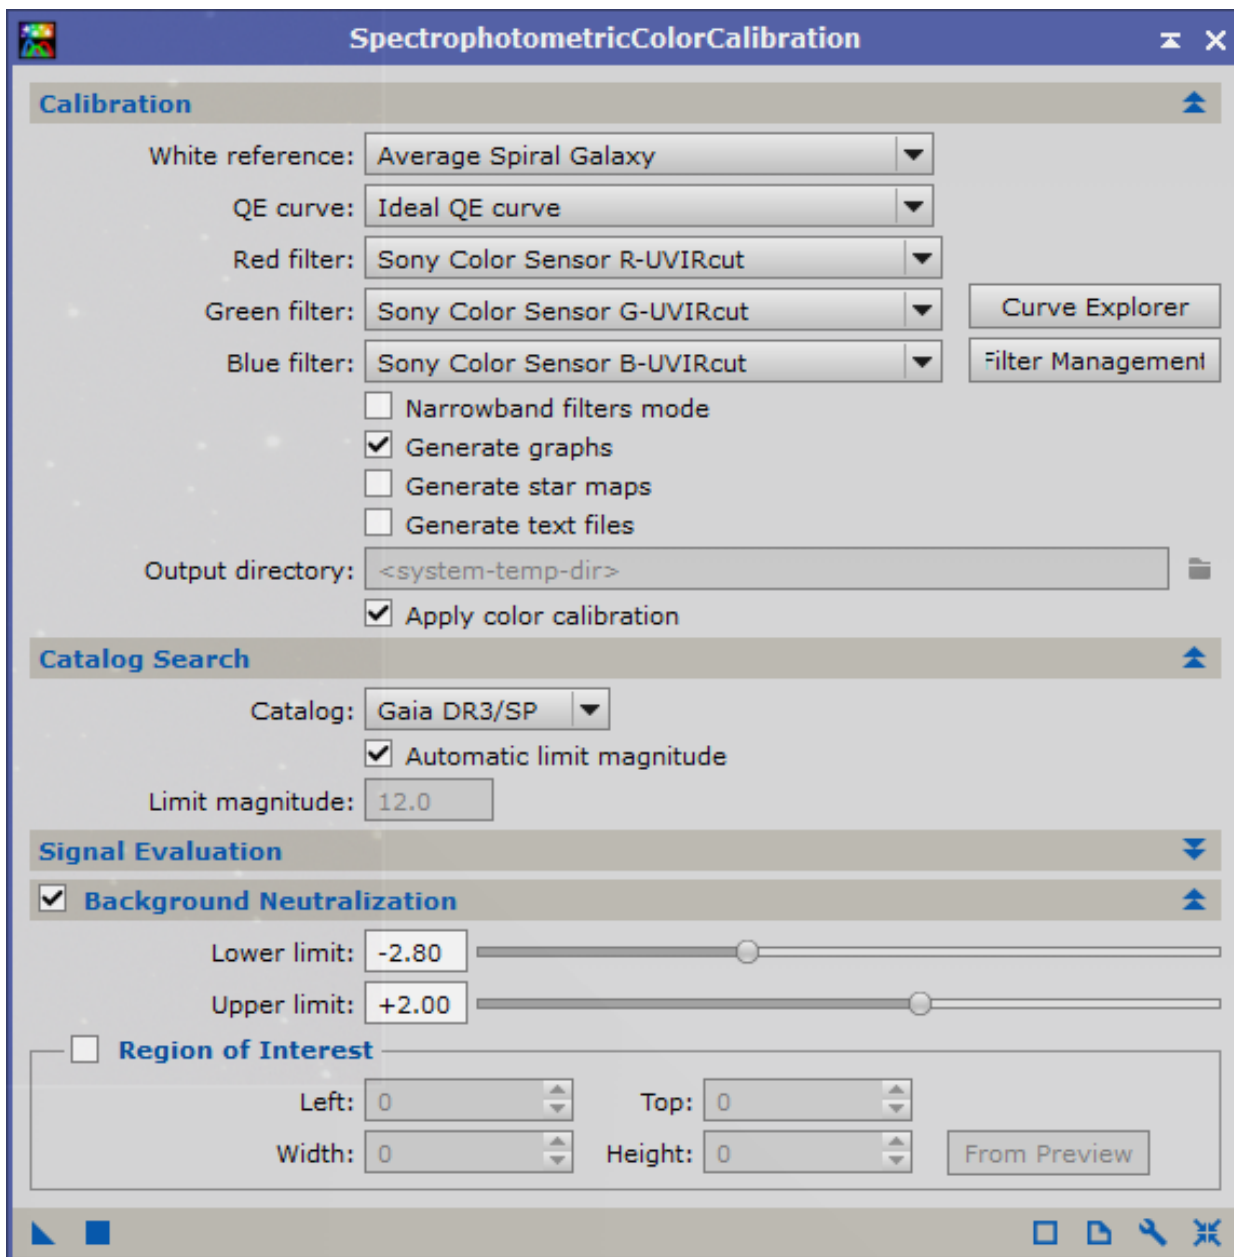 SpectrophotometricColorCalibration
Calibration
White reference: Average Spiral Galaxy
QE curve: Ideal QE curve
Red filter: Sony Color Sensor R-UVIRcut
Green filter: Sony Color Sensor G-UVIRcut Curve Explorer
Blue filter: Sony Color Sensor B-UVIRcut Filter Management
Narrowband filters mode
Generate graphs
Generate star maps
Generate text files
Output directory: <system-temp-dir>
Apply color calibration
Catalog Search
Catalog: Gaia DR3/SP
Automatic limit magnitude
Limit magnitude: 12.0
Signal Evaluation
Background Neutralization
Lower limit: -2.80
Upper limit: +2.00
Region of Interest
Left: 0 Top: 0
Width: 0 Height: 0 From Preview